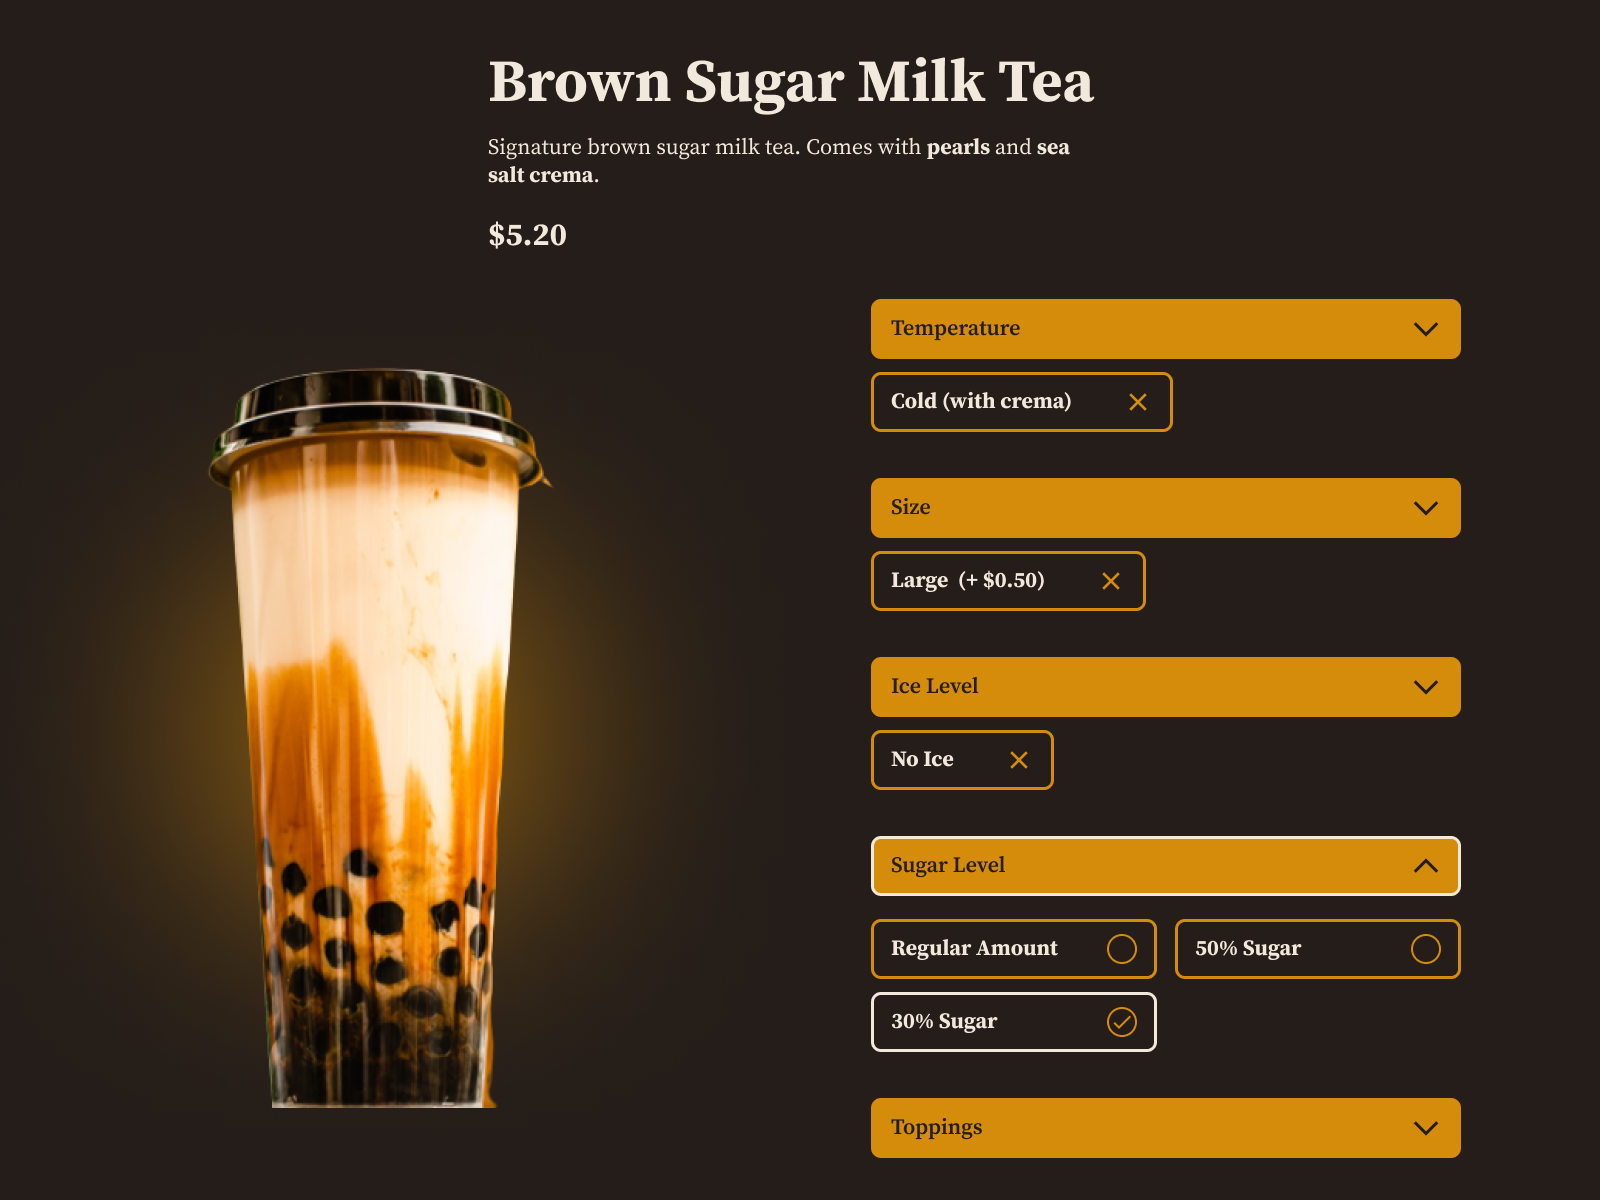 Brown Sugar Milk Tea
Signature brown sugar milk tea. Comes with pearls and sea
salt crema.
$5.20
Temperature
Cold (with crema)
Size
Large (+ $0.50)
Ice Level
No Ice
Sugar Level
Regular Amount
50% Sugar
30% Sugar
Toppings